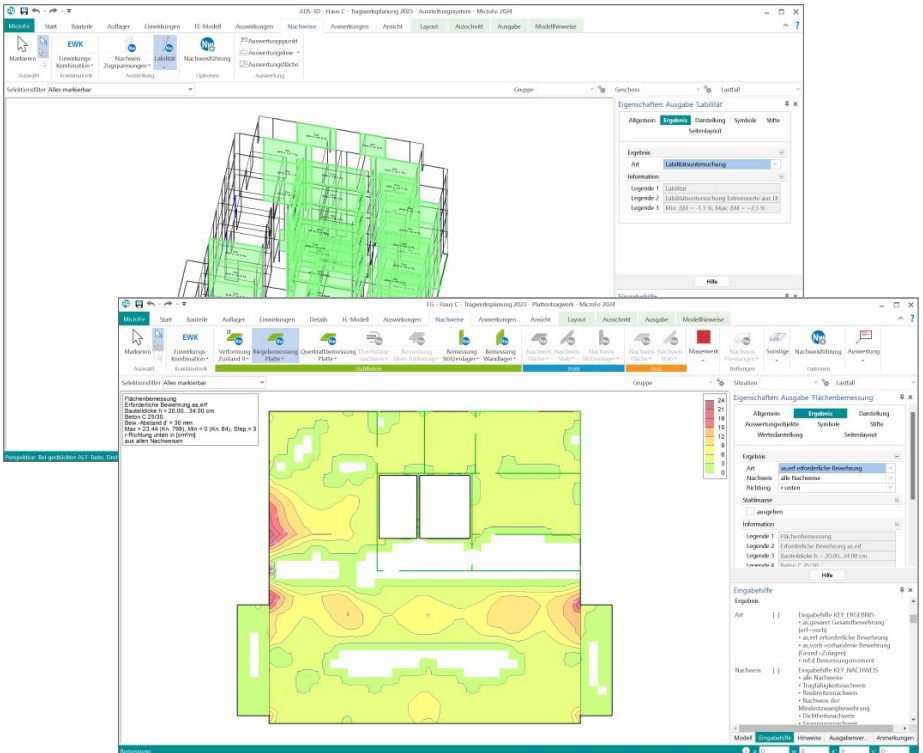 AUS-3D - Haus C - Tragwerksplanung 2023 - Aussteifungssystem - MicroFe 2024
MicroFe Start Bauteile Auflager Einwirkungen FE-Modell Auswirkungen Nachweise Anmerkungen Ansicht Layout Ausschnitt Ausgabe Modellhinweise
Markieren
EWK
Einwirkungs-Kombination
Nachweis Zugspannungen
Labilität
Nachweisführung
Auswertungspunkt
Auswertungslinie
Auswertungsfläche
Auswahl Kombinatorik Aussteifung Optionen Auswertung
Selektionsfilter Alles markierbar Gruppe Geschoss Lastfall
Eigenschaften: Ausgabe 'Labilität'
Allgemein Ergebnis Darstellung Symbole Stifte
Seitenlayout
Ergebnis
Art Labilitätsuntersuchung
Information
Legende 1 Labilität
Legende 2 Labilitätsuntersuchung Extremwerte aus LK
Legende 3 Min: ΔM = -1.1 %, Max: ΔM = +2.3 %
Hilfe
EG - Haus C - Tragwerksplanung 2023 - Plattentragwerk - MicroFe 2024
MicroFe Start Bauteile Auflager Einwirkungen Details FE-Modell Auswirkungen Nachweise Anmerkungen Ansicht Layout Ausschnitt Ausgabe Modellhinweise
Markieren
EWK
Einwirkungs-Kombination
Verformung Zustand II
Biegebemessung Platte
Querkraftbemessung Platte
Durchstanz-nachweis
Bemessung Stützenlager
Bemessung Wandlager
Nachweis Fläche
Nachweis Stab
Nachweis Stützenlager
Nachweis Fläche
Nachweis Stab
Mauerwerk
Nachweis Pressungen
Sonstige
Nachweisführung
Auswertung
Auswahl Kombinatorik Stahlbeton Stahl Holz Bettungen Optionen
Selektionsfilter Alles markierbar Gruppe Situation Lastfall
Flächenbemessung
Erforderliche Bewehrung as,erf
Bauteildicke h = 20.00...34.00 cm
Beton C 25/30
Bew.-Abstand d' = 30 mm
Max = 23.44 (Kn. 798), Min = 0 (Kn. 64), Step = 3
r-Richtung unten in [cm²/m]
aus allen Nachweisen
24
21
18
15
12
9
6
3
0
Eigenschaften: Ausgabe 'Flächenbemessung'
Allgemein Ergebnis Darstellung
Auswertungsobjekte Symbole Stifte
Wertedarstellung Seitenlayout
Ergebnis
Art as,erf erforderliche Bewehrung
Nachweis alle Nachweise
Richtung r unten
Stahlmasse
ausgeben
Information
Legende 1 Flächenbemessung
Legende 2 Erforderliche Bewehrung as,erf
Legende 3 Bauteildicke h = 20.00...34.00 cm
Legende 4 Beton C 25/30
Hilfe
Eingabehilfe
Ergebnis
Art [-] Eingabehilfe KEY_ERGEBNIS
• as,gesamt Gesamtbewehrung
(erf+vorh)
• as,erf erforderliche Bewehrung
• as,vorh vorhandene Bewehrung
(Grund+Zulagen)
• mEd Bemessungsmoment
Nachweis [-] Eingabehilfe KEY_NACHWEIS
• alle Nachweise
• Tragfähigkeitsnachweis
• Rissbreitennachweis
• Nachweis der
Mindestzwangbewehrung
• Dichtheitsnachweis
• Spannungsnachweis
Modell Eingabehilfe Hinweise Ausgabenver... Anmerkungen
Bemessung